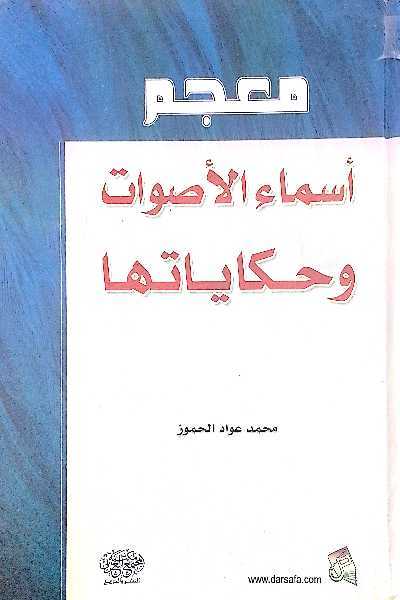 معجم
أسماء الأصوات
وحكاياتها
محمد عواد الحموز
www.darsafa.com